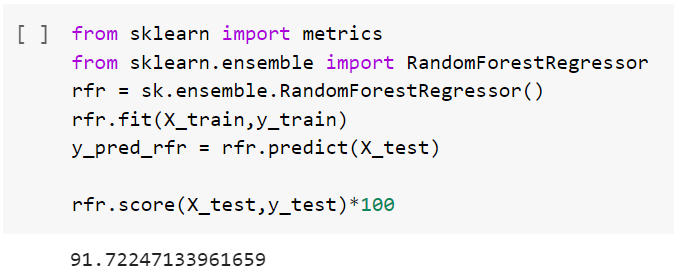 [ ] from sklearn import metrics
from sklearn.ensemble import RandomForestRegressor
rfr = sk.ensemble.RandomForestRegressor()
rfr.fit(X_train,y_train)
y_pred_rfr = rfr.predict(X_test)
rfr.score(X_test,y_test)*100
91.72247133961659